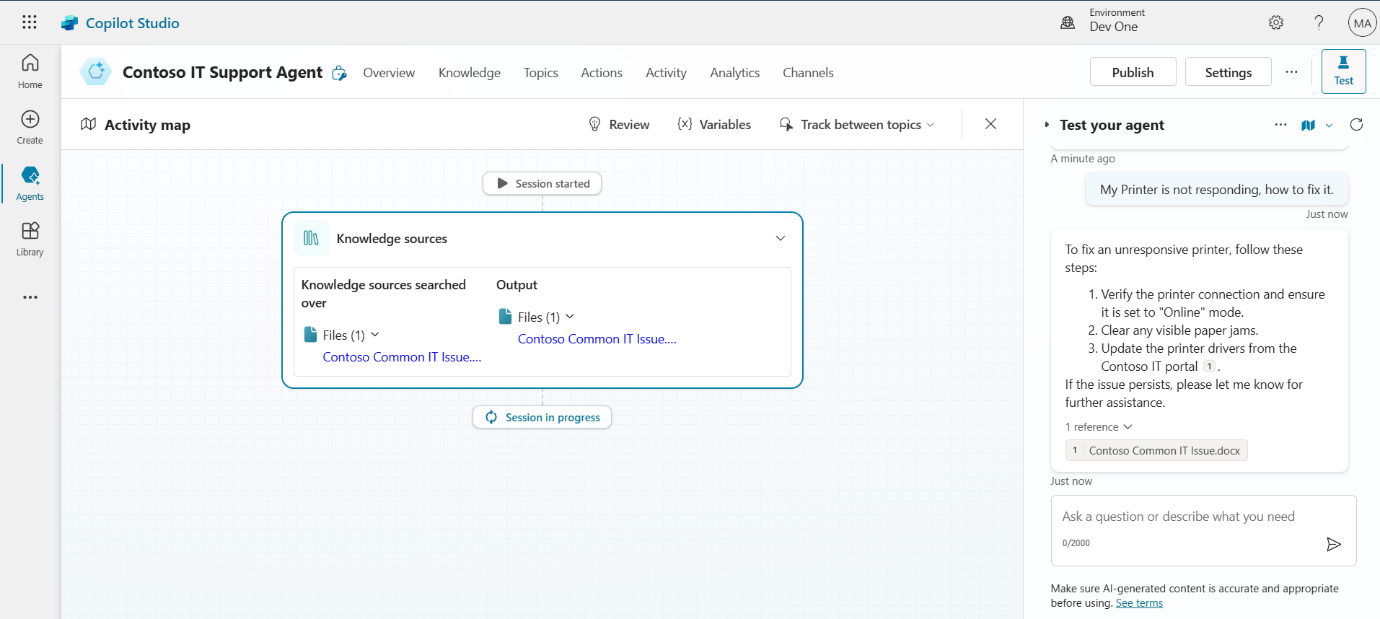 Copilot Studio
Environment
Dev One
?
MA
Home
Create
Agents
Library
Contoso IT Support Agent
Overview
Knowledge
Topics
Actions
Activity
Analytics
Channels
Publish
Settings
Test
Activity map
Review
{x} Variables
Track between topics
Session started
Knowledge sources
Knowledge sources searched
over
Files (1)
Contoso Common IT Issue....
Output
Files (1)
Contoso Common IT Issue....
Session in progress
Test your agent
A minute ago
My Printer is not responding, how to fix it.
Just now
To fix an unresponsive printer, follow these
steps:
1. Verify the printer connection and ensure
it is set to "Online" mode.
2. Clear any visible paper jams.
3. Update the printer drivers from the
Contoso IT portal 1 .
If the issue persists, please let me know for
further assistance.
1 reference
1 Contoso Common IT Issue.docx
Just now
Ask a question or describe what you need
0/2000
Make sure AI-generated content is accurate and appropriate
before using. See terms